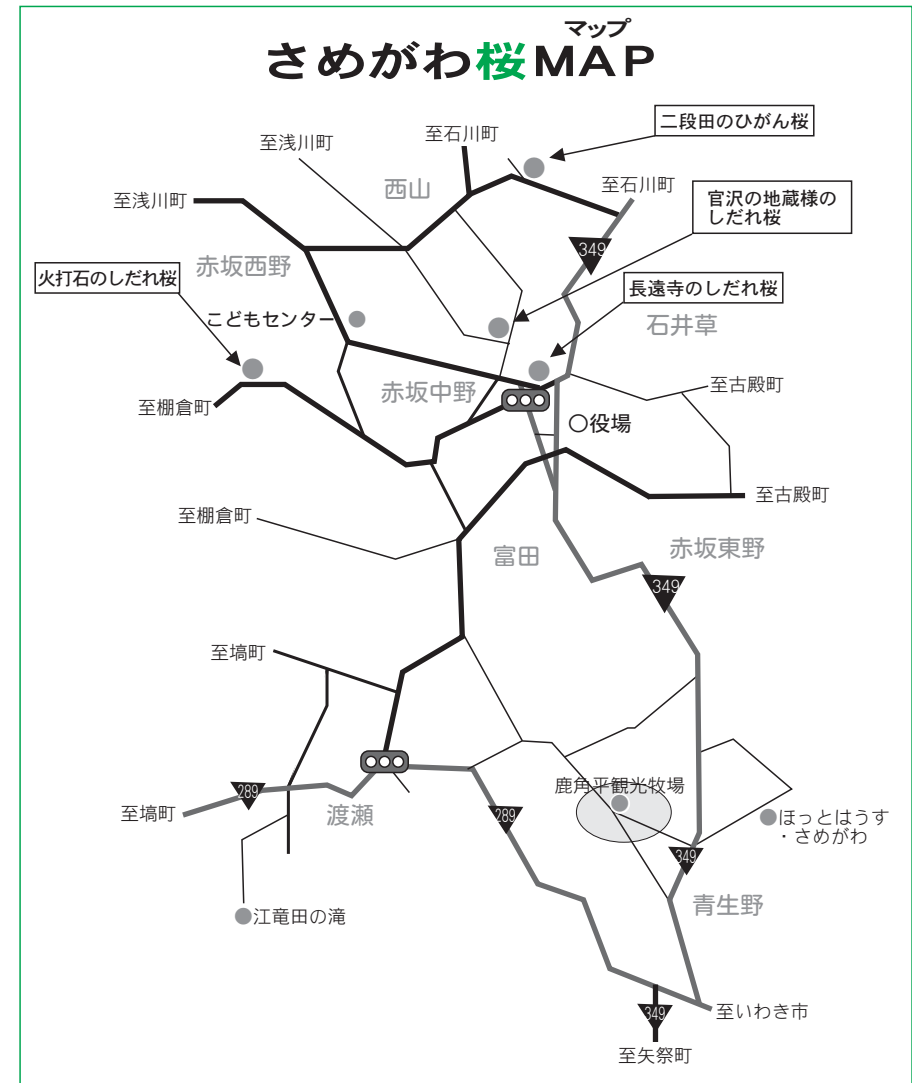 マップ
さめがわ桜MAP
二段田のひがん桜
至石川町
至浅川町
西山
至石川町
至浅川町
官沢の地蔵様の
しだれ桜
349
赤坂西野
火打石のしだれ桜
長遠寺のしだれ桜
こどもセンター
石井草
赤坂中野
至古殿町
至棚倉町
〇役場
至古殿町
至棚倉町
富田
赤坂東野
349
至塙町
鹿角平観光牧場
289
至塙町
渡瀬
289
ほっとはうす
・さめがわ
349
青生野
江竜田の滝
至いわき市
349
至矢祭町